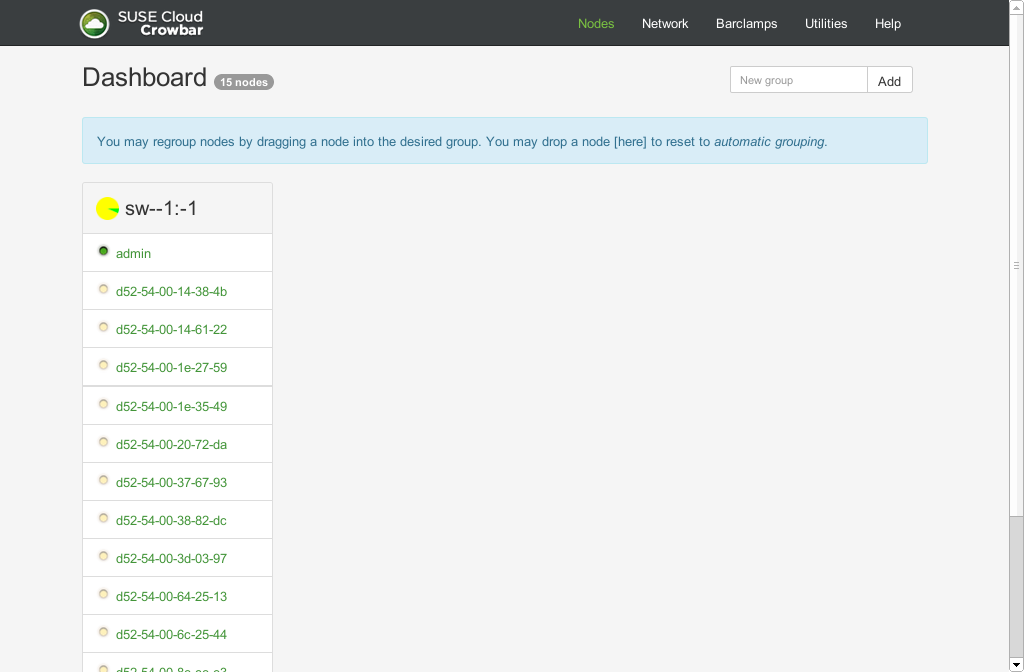 SUSE Cloud
Crowbar
Nodes Network Barclamps Utilities Help
Dashboard 15 nodes
New group Add
You may regroup nodes by dragging a node into the desired group. You may drop a node [here] to reset to automatic grouping.
sw--1:-1
admin
d52-54-00-14-38-4b
d52-54-00-14-61-22
d52-54-00-1e-27-59
d52-54-00-1e-35-49
d52-54-00-20-72-da
d52-54-00-37-67-93
d52-54-00-38-82-dc
d52-54-00-3d-03-97
d52-54-00-64-25-13
d52-54-00-6c-25-44